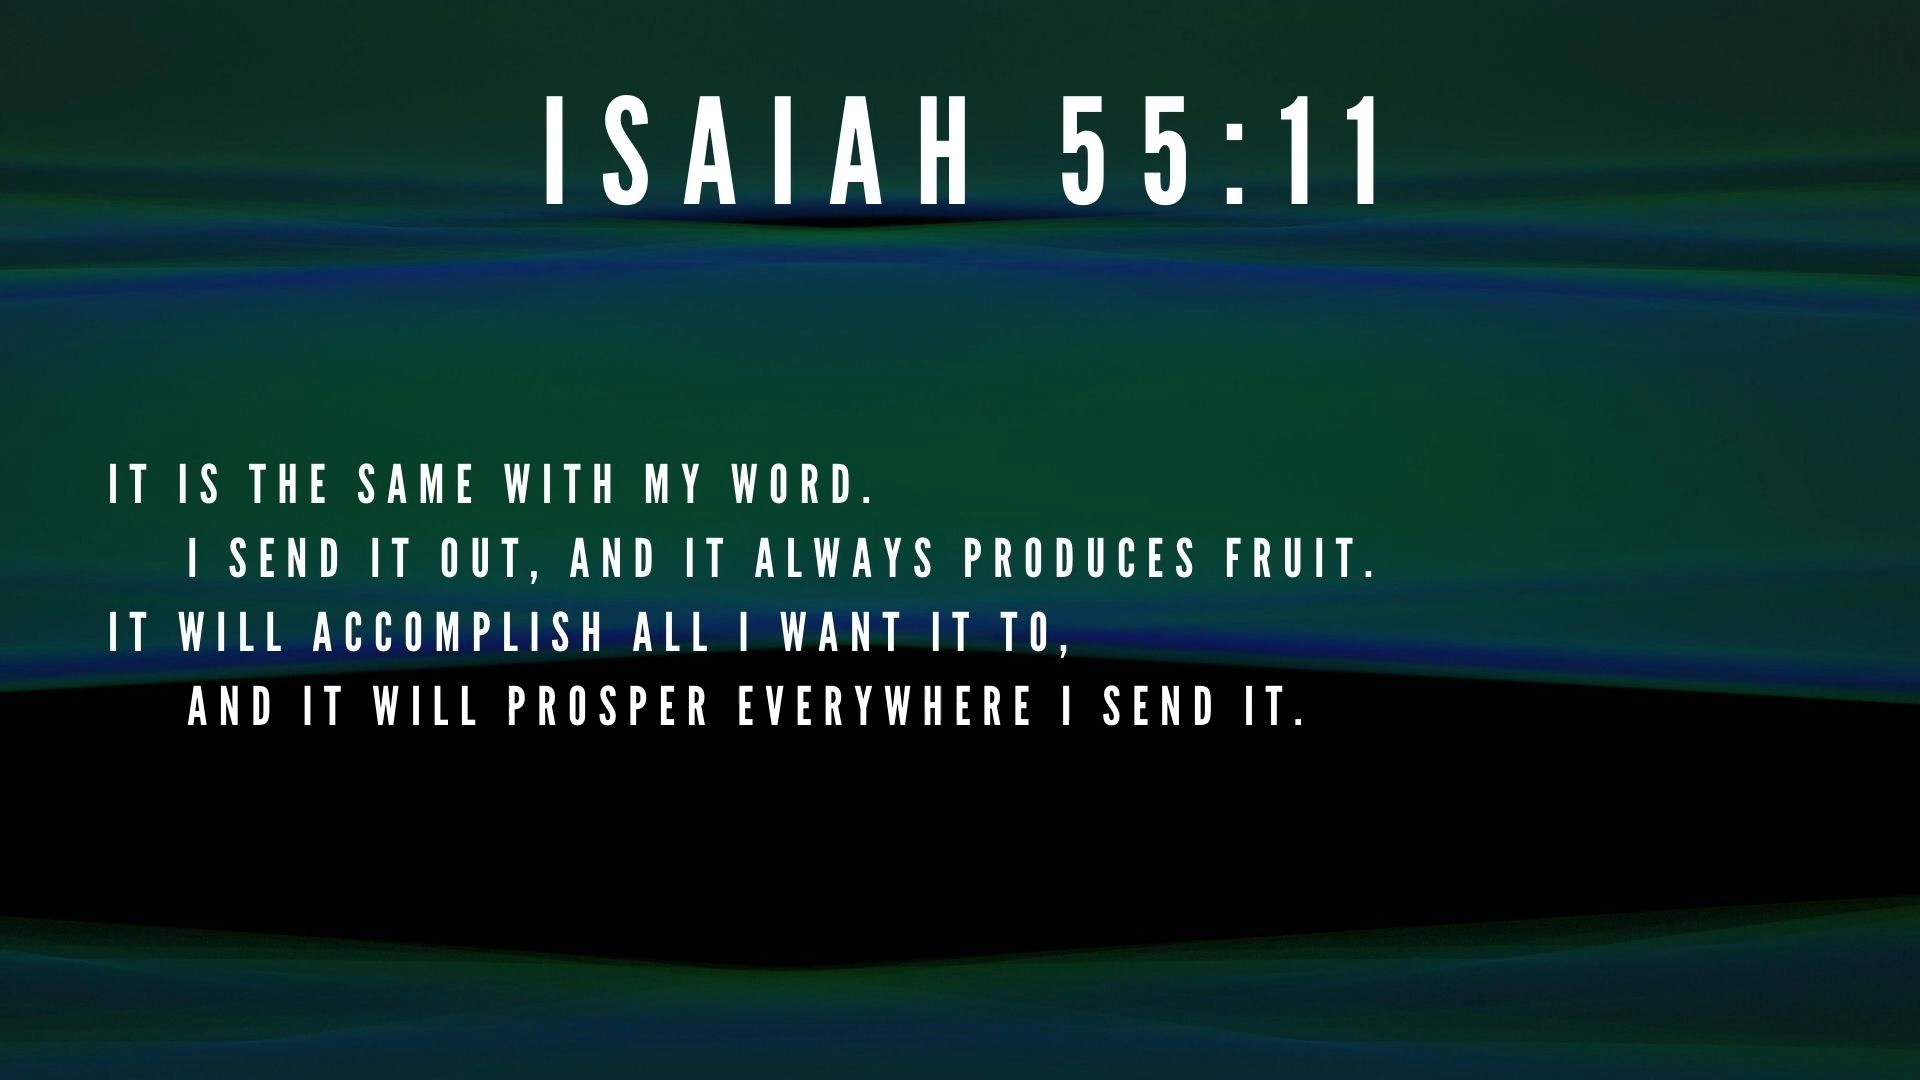 ISAIAH 55:11
IT IS THE SAME WITH MY WORD.
I SEND IT OUT, AND IT ALWAYS PRODUCES FRUIT.
IT WILL ACCOMPLISH ALL I WANT IT TO,
AND IT WILL PROSPER EVERYWHERE I SEND IT.